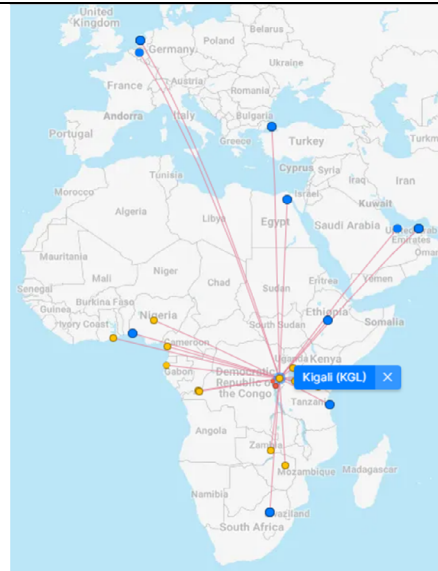 United
Kingdom
Belarus
Poland
Germany
Ukraine
France
Austria
Romania
Andorra
Italy
Bulgaria
Portugal
Greece
Turkey
Turkm
Tunisia
Cyprus
Syria
Iraq
Iran
Morocco
Israel
Kuwait
Algeria
Libya
Egypt
Saudi Arabia
United Arab
Emirates
Oman
Mauritania
Mali
Niger
Chad
Sudan
Eritrea
Yemen
Senegal
Burkina Faso
Guinea
Nigeria
Ethiopia
Ivory Coast
South Sudan
Somalia
Cameroon
Uganda
Kenya
Gabon
Democratic
Republic of
the Congo
Kigali (KGL)
Tanzania
Angola
Zambia
Mozambique
Madagascar
Namibia
Swaziland
South Africa